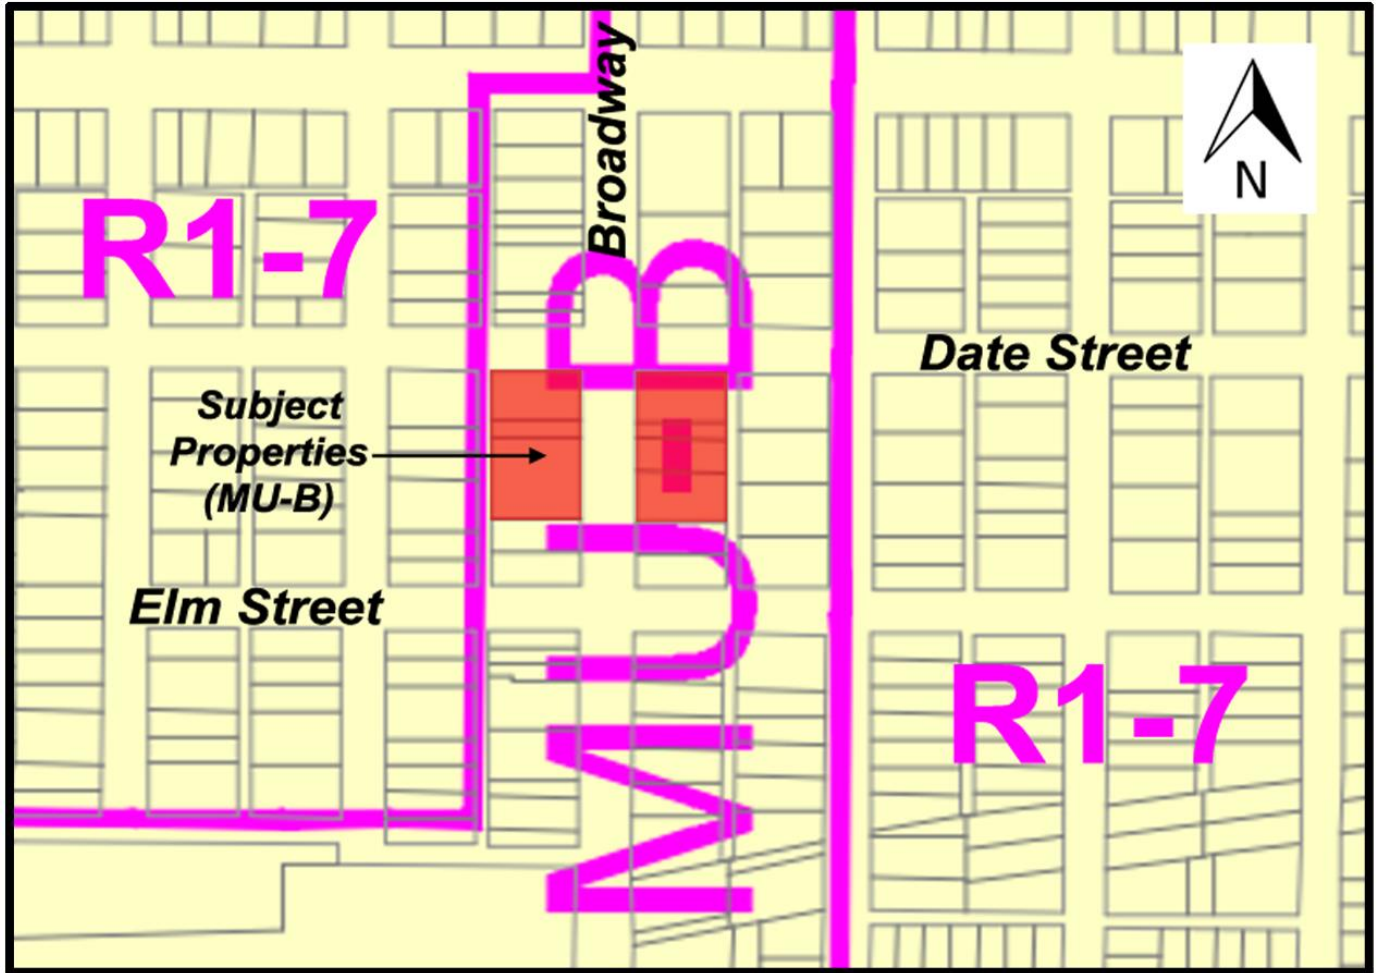 Broadway
N
R1-7
MU-B
Date Street
Subject
Properties
(MU-B)
Elm Street
R1-7